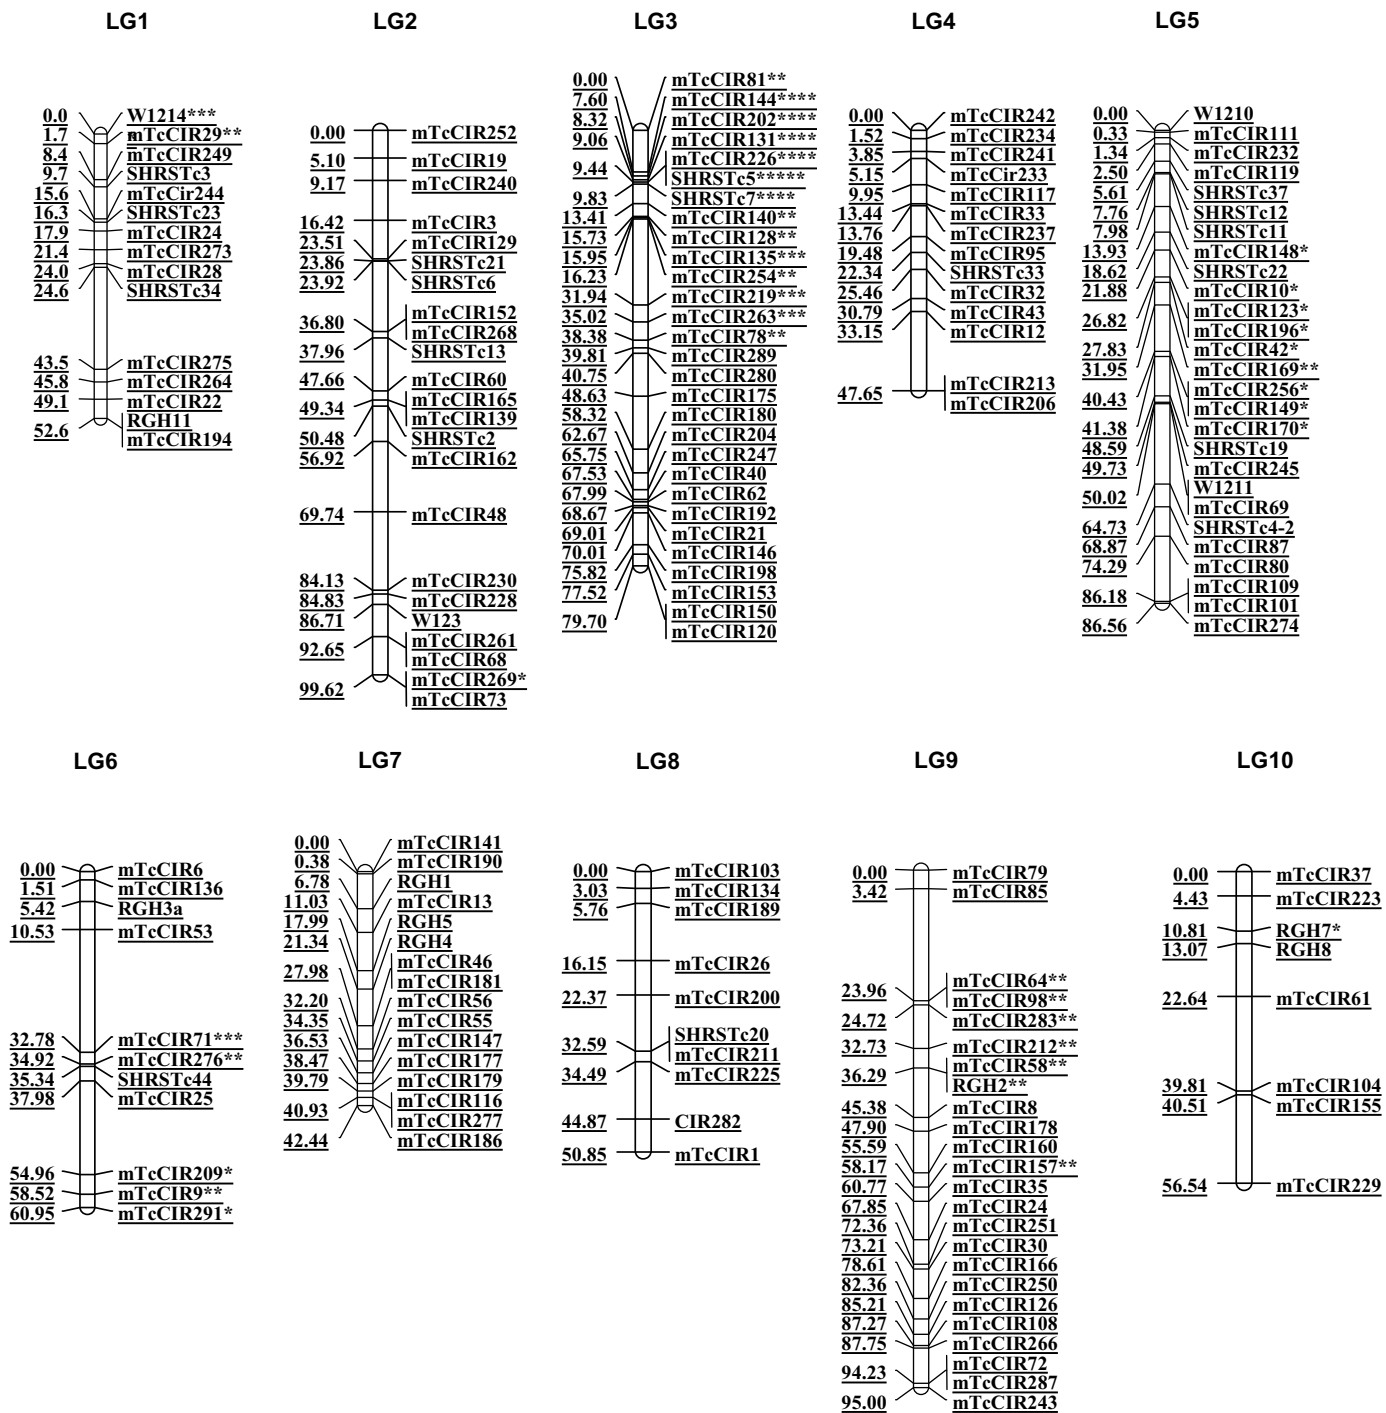 LG1
0.0 W1214***
1.7 mTcCIR29**
8.4 mTcCIR249
9.7 SHRSTc3
15.6 mTcCir244
16.3 SHRSTc23
17.9 mTcCIR24
21.4 mTcCIR273
24.0 mTcCIR28
24.6 SHRSTc34
43.5 mTcCIR275
45.8 mTcCIR264
49.1 mTcCIR22
52.6 RGH11
mTcCIR194
LG2
0.00 mTcCIR252
5.10 mTcCIR19
9.17 mTcCIR240
16.42 mTcCIR3
23.51 mTcCIR129
23.86 SHRSTc21
23.92 SHRSTc6
36.80 mTcCIR152
mTcCIR268
37.96 SHRSTc13
47.66 mTcCIR60
49.34 mTcCIR165
mTcCIR139
50.48 SHRSTc2
56.92 mTcCIR162
69.74 mTcCIR48
84.13 mTcCIR230
84.83 mTcCIR228
86.71 W123
92.65 mTcCIR261
mTcCIR68
99.62 mTcCIR269*
mTcCIR73
LG3
0.00 mTcCIR81**
7.60 mTcCIR144****
8.32 mTcCIR202****
9.06 mTcCIR131****
9.44 mTcCIR226****
SHRSTc5*****
9.83 SHRSTc7****
13.41 mTcCIR140**
15.73 mTcCIR128**
15.95 mTcCIR135***
16.23 mTcCIR254**
31.94 mTcCIR219***
35.02 mTcCIR263***
38.38 mTcCIR78**
39.81 mTcCIR289
40.75 mTcCIR280
48.63 mTcCIR175
58.32 mTcCIR180
62.67 mTcCIR204
65.75 mTcCIR247
67.53 mTcCIR40
67.99 mTcCIR62
68.67 mTcCIR192
69.01 mTcCIR21
70.01 mTcCIR146
75.82 mTcCIR198
77.52 mTcCIR153
79.70 mTcCIR150
mTcCIR120
LG4
0.00 mTcCIR242
1.52 mTcCIR234
3.85 mTcCIR241
5.15 mTcCir233
9.95 mTcCIR117
13.44 mTcCIR33
13.76 mTcCIR237
19.48 mTcCIR95
22.34 SHRSTc33
25.46 mTcCIR32
30.79 mTcCIR43
33.15 mTcCIR12
47.65 mTcCIR213
mTcCIR206
LG5
0.00 W1210
0.33 mTcCIR111
1.34 mTcCIR232
2.50 mTcCIR119
5.61 SHRSTc37
7.76 SHRSTc12
7.98 SHRSTc11
13.93 mTcCIR148*
18.62 SHRSTc22
21.88 mTcCIR10*
26.82 mTcCIR123*
mTcCIR196*
27.83 mTcCIR42*
31.95 mTcCIR169**
40.43 mTcCIR256*
mTcCIR149*
41.38 mTcCIR170*
48.59 SHRSTc19
49.73 mTcCIR245
50.02 W1211
mTcCIR69
64.73 SHRSTc4-2
68.87 mTcCIR87
74.29 mTcCIR80
86.18 mTcCIR109
mTcCIR101
86.56 mTcCIR274
LG6
0.00 mTcCIR6
1.51 mTcCIR136
5.42 RGH3a
10.53 mTcCIR53
32.78 mTcCIR71***
34.92 mTcCIR276**
35.34 SHRSTc44
37.98 mTcCIR25
54.96 mTcCIR209*
58.52 mTcCIR9**
60.95 mTcCIR291*
LG7
0.00 mTcCIR141
0.38 mTcCIR190
6.78 RGH1
11.03 mTcCIR13
17.99 RGH5
21.34 RGH4
27.98 mTcCIR46
mTcCIR181
32.20 mTcCIR56
34.35 mTcCIR55
36.53 mTcCIR147
38.47 mTcCIR177
39.79 mTcCIR179
40.93 mTcCIR116
mTcCIR277
42.44 mTcCIR186
LG8
0.00 mTcCIR103
3.03 mTcCIR134
5.76 mTcCIR189
16.15 mTcCIR26
22.37 mTcCIR200
32.59 SHRSTc20
mTcCIR211
34.49 mTcCIR225
44.87 CIR282
50.85 mTcCIR1
LG9
0.00 mTcCIR79
3.42 mTcCIR85
23.96 mTcCIR64**
mTcCIR98**
24.72 mTcCIR283**
32.73 mTcCIR212**
36.29 mTcCIR58**
RGH2**
45.38 mTcCIR8
47.90 mTcCIR178
55.59 mTcCIR160
58.17 mTcCIR157**
60.77 mTcCIR35
67.85 mTcCIR24
72.36 mTcCIR251
73.21 mTcCIR30
78.61 mTcCIR166
82.36 mTcCIR250
85.21 mTcCIR126
87.27 mTcCIR108
87.75 mTcCIR266
94.23 mTcCIR72
mTcCIR287
95.00 mTcCIR243
LG10
0.00 mTcCIR37
4.43 mTcCIR223
10.81 RGH7*
13.07 RGH8
22.64 mTcCIR61
39.81 mTcCIR104
40.51 mTcCIR155
56.54 mTcCIR229